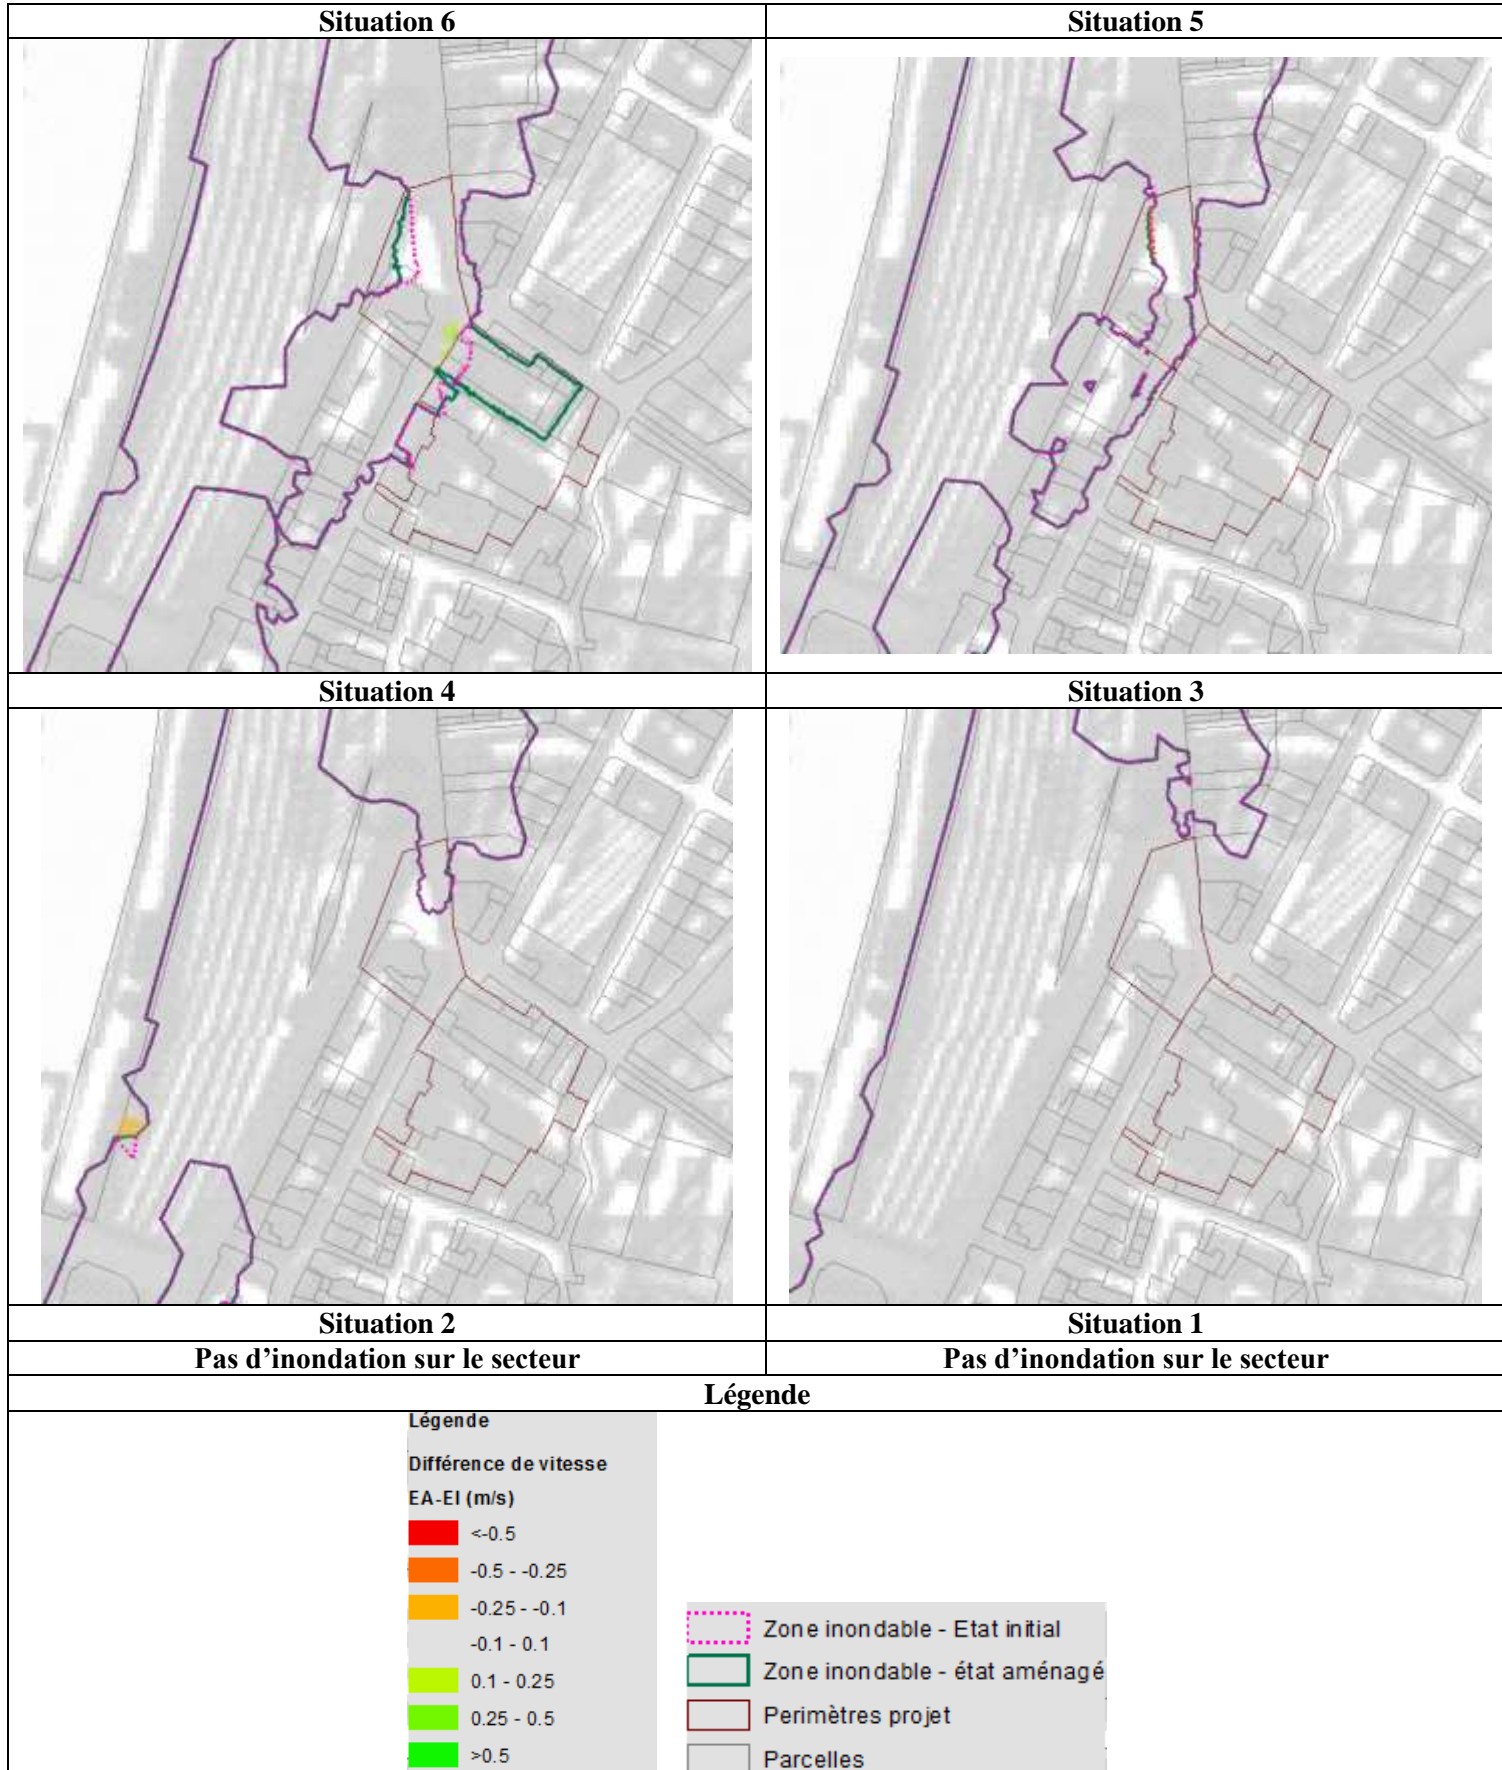 Situation 6
Situation 5
Situation 4
Situation 3
Situation 2
Situation 1
Pas d’inondation sur le secteur
Pas d’inondation sur le secteur
Légende
Légende
Différence de vitesse
EA-EI (m/s)
<-0.5
-0.5 - -0.25
-0.25 - -0.1
-0.1 - 0.1
0.1 - 0.25
0.25 - 0.5
>0.5
Zone inondable - Etat initial
Zone inondable - état aménagé
Perimètres projet
Parcelles